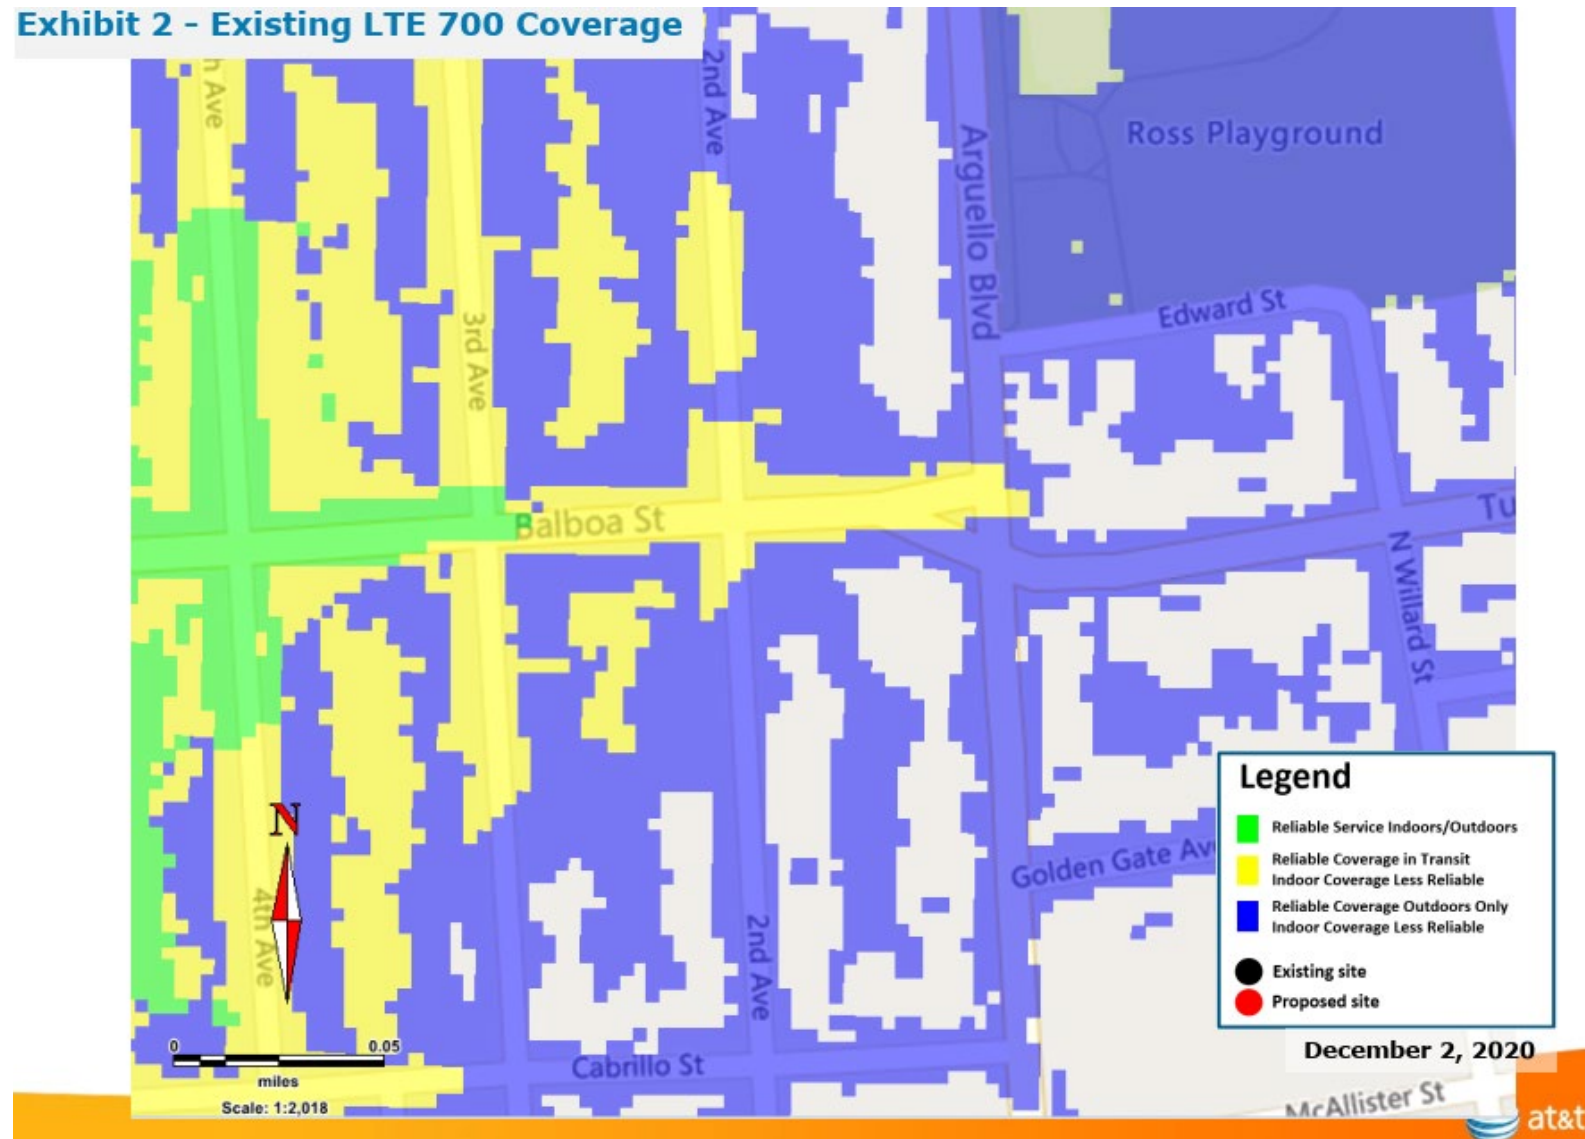 Exhibit 2 - Existing LTE 700 Coverage
h Ave
2nd Ave
Arguello Blvd
Ross Playground
3rd Ave
Edward St
Balboa St
Tu
N Willard St
Golden Gate Av
4th Ave
2nd Ave
Cabrillo St
McAllister St
N
0 0.05
miles
Scale: 1:2,018
Legend
Reliable Service Indoors/Outdoors
Reliable Coverage in Transit
Indoor Coverage Less Reliable
Reliable Coverage Outdoors Only
Indoor Coverage Less Reliable
Existing site
Proposed site
December 2, 2020
at&t